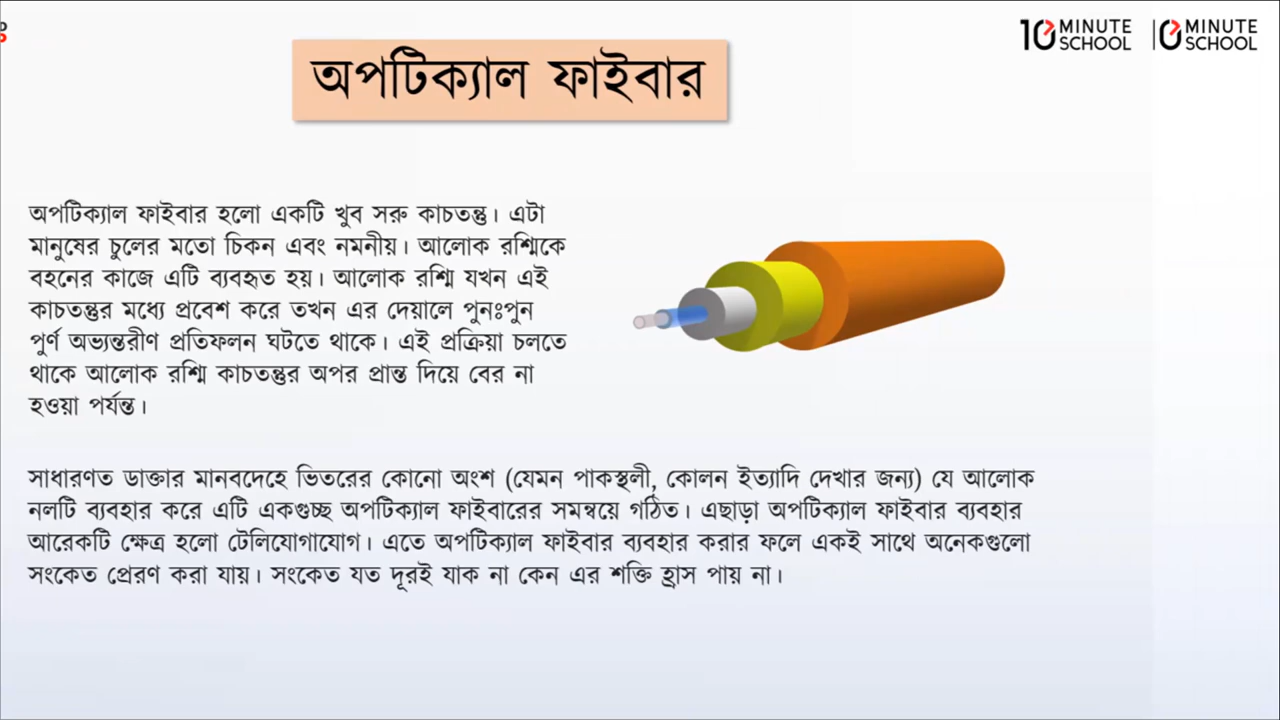 10 MINUTE SCHOOL
10 MINUTE SCHOOL
অপটিক্যাল ফাইবার
অপটিক্যাল ফাইবার হলো একটি খুব সরু কাচতন্তু। এটা
মানুষের চুলের মতো চিকন এবং নমনীয়। আলোক রশ্মিকে
বহনের কাজে এটি ব্যবহৃত হয়। আলোক রশ্মি যখন এই
কাচতন্তুর মধ্যে প্রবেশ করে তখন এর দেয়ালে পুনঃপুন
পুর্ণ অভ্যন্তরীণ প্রতিফলন ঘটতে থাকে। এই প্রক্রিয়া চলতে
থাকে আলোক রশ্মি কাচতন্তুর অপর প্রান্ত দিয়ে বের না
হওয়া পর্যন্ত।
সাধারণত ডাক্তার মানবদেহে ভিতরের কোনো অংশ (যেমন পাকস্থলী, কোলন ইত্যাদি দেখার জন্য) যে আলোক
নলটি ব্যবহার করে এটি একগুচ্ছ অপটিক্যাল ফাইবারের সমন্বয়ে গঠিত। এছাড়া অপটিক্যাল ফাইবার ব্যবহার
আরেকটি ক্ষেত্র হলো টেলিযোগাযোগ। এতে অপটিক্যাল ফাইবার ব্যবহার করার ফলে একই সাথে অনেকগুলো
সংকেত প্রেরণ করা যায়। সংকেত যত দূরই যাক না কেন এর শক্তি হ্রাস পায় না।